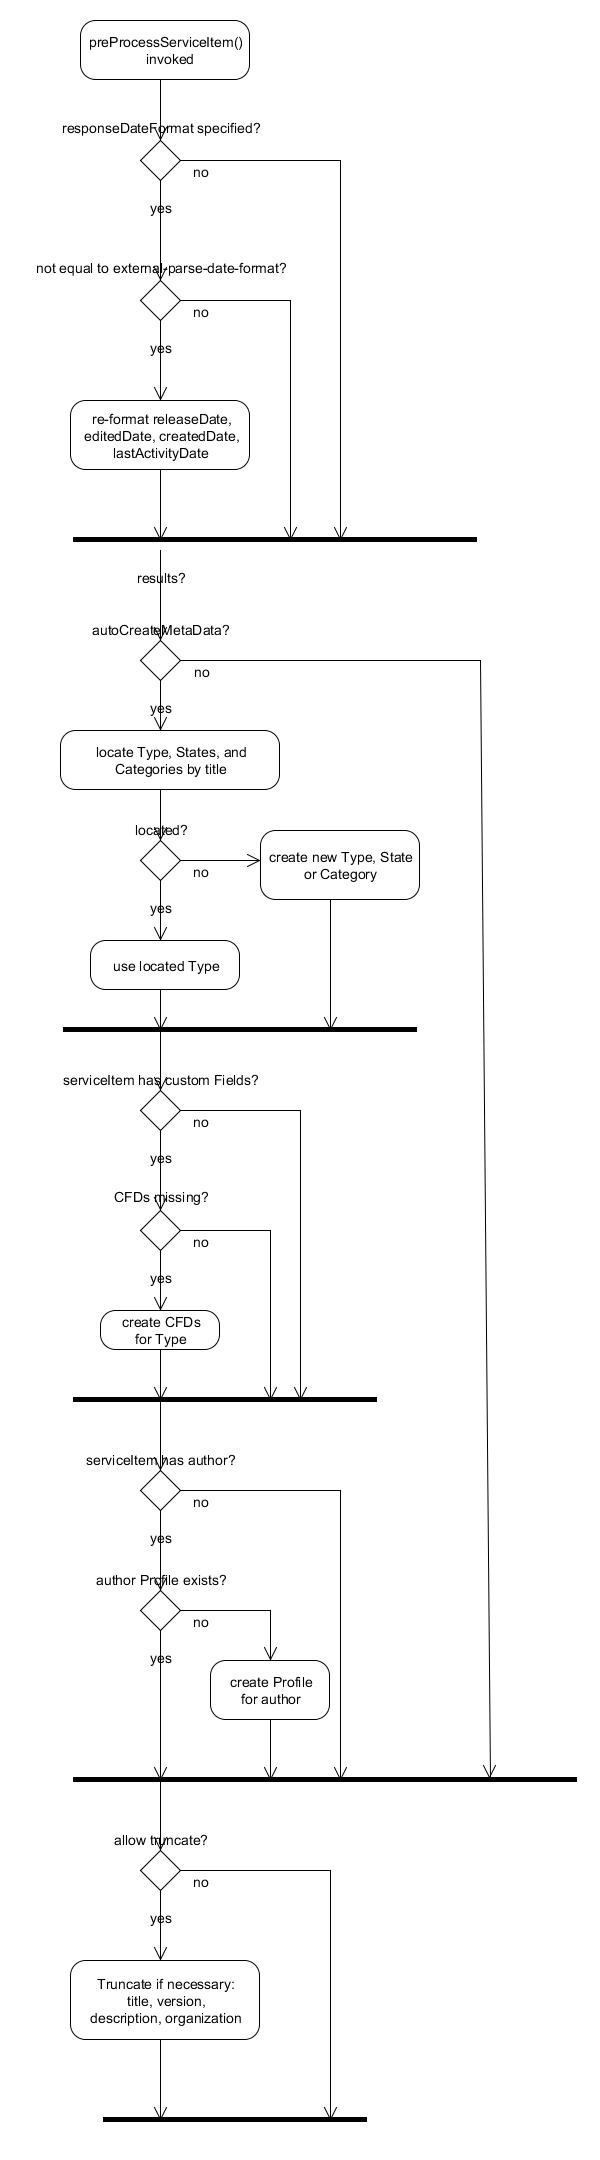 preProcessServiceItem()
invoked
responseDateFormat specified?
no
yes
not equal to external-parse-date-format?
no
yes
re-format releaseDate,
editedDate, createdDate,
lastActivityDate
results?
autoCreateMetaData?
no
yes
locate Type, States, and
Categories by title
located?
no
create new Type, State
or Category
yes
use located Type
serviceItem has custom Fields?
no
yes
CFDs missing?
no
yes
create CFDs
for Type
serviceItem has author?
no
yes
author Profile exists?
no
yes
create Profile
for author
allow truncate?
no
yes
Truncate if necessary:
title, version,
description, organization